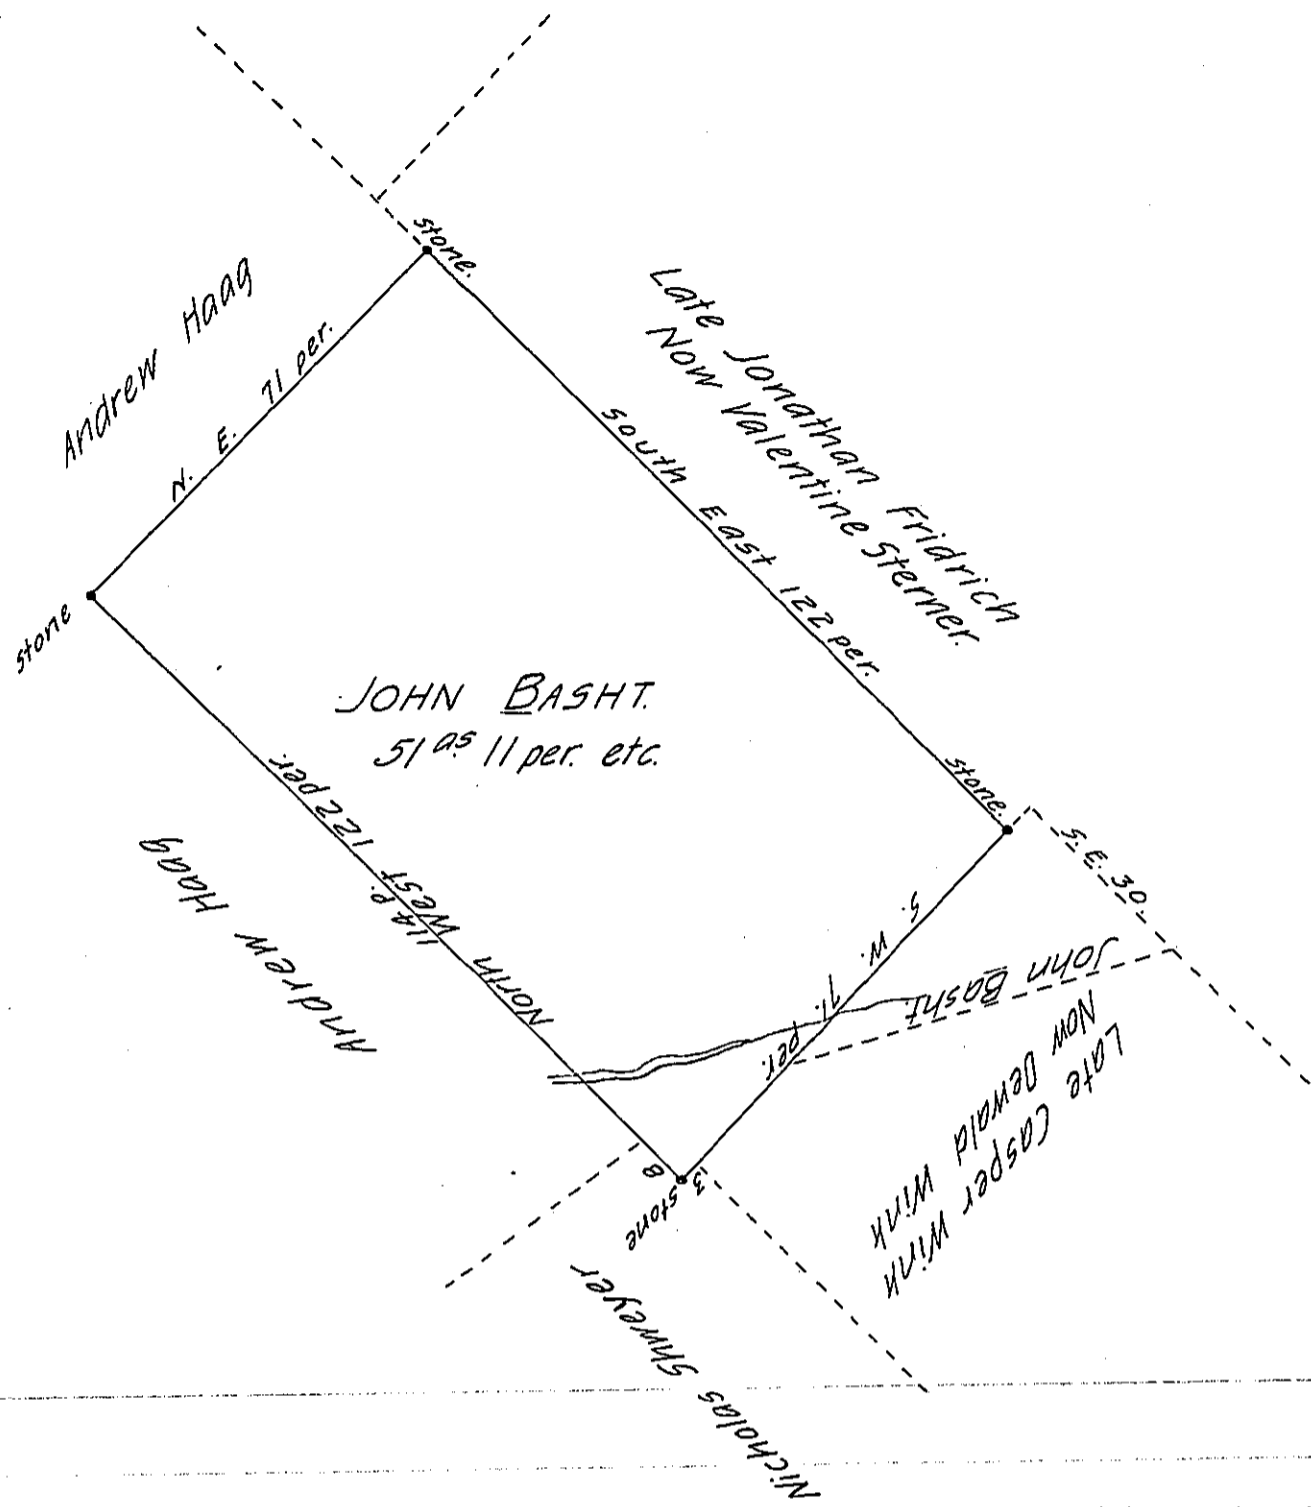 stone.
Andrew Haag
N. E. 71 per.
Late Jonathan Fridrich
Now Valentine Sterner.
South East 122 per.
stone
JOHN BASHT.
51 as 11 per. etc.
stone.
S. E. 30.
North West 122 per.
114 P.
Andrew Haag
S. W. 71. per.
John Basht.
Late Casper Wink
Now Dewald Wink
8
3
stone
Nicholas Shreyer